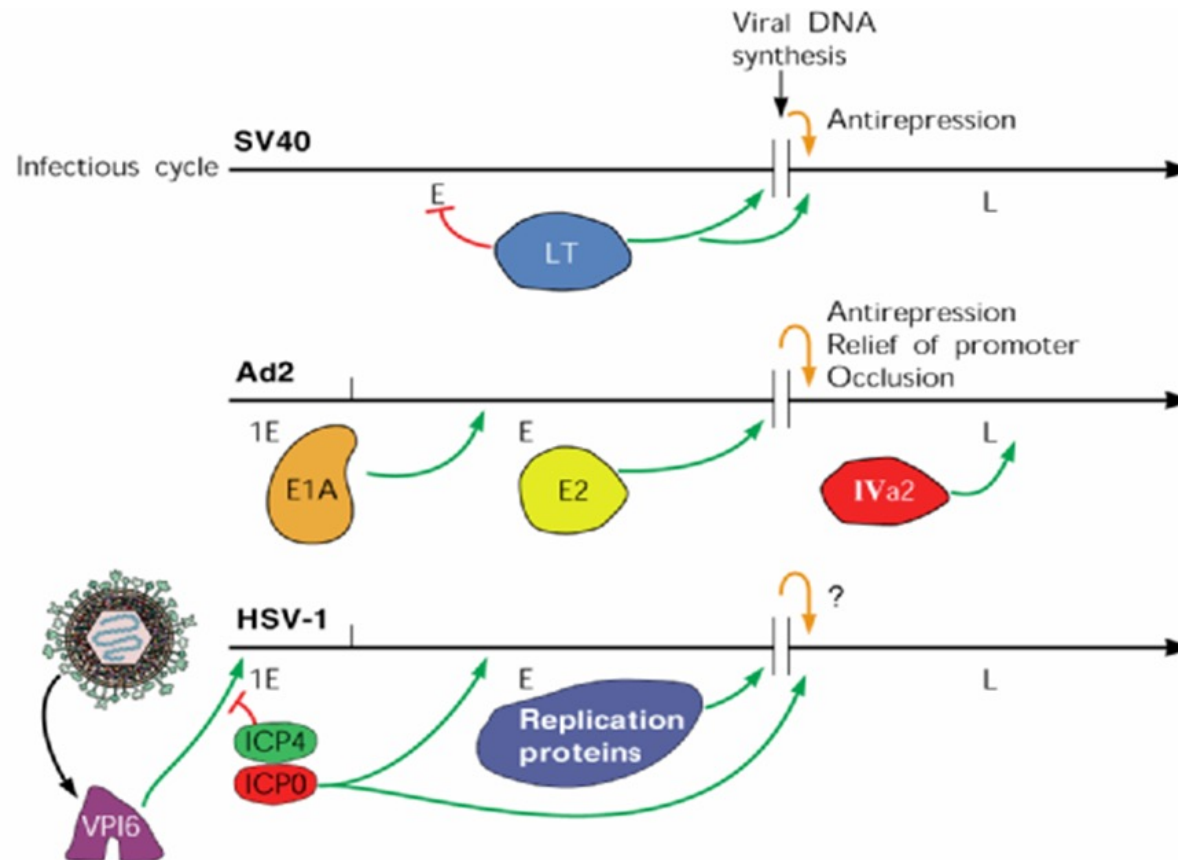 Viral DNA
synthesis
Antirepression
SV40
Infectious cycle
E
L
LT
Antirepression
Relief of promoter
Occlusion
Ad2
1E
E
L
E1A
E2
IVa2
HSV-1
?
1E
E
L
Replication
proteins
ICP4
ICP0
VPI6